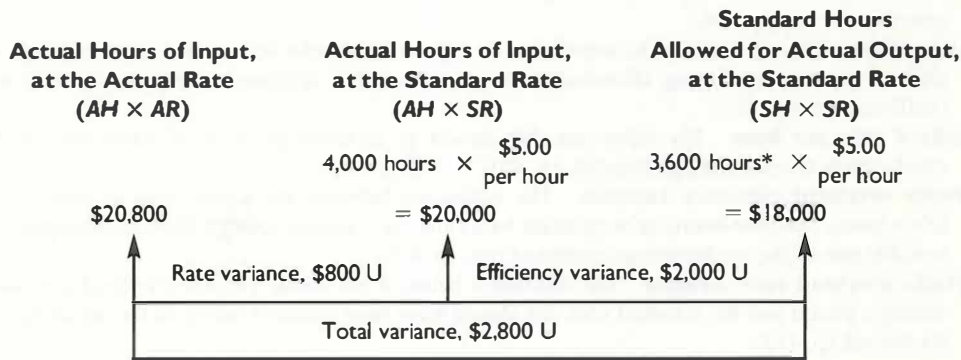 Actual Hours of Input,
at the Actual Rate
(AH × AR)
$20,800
Actual Hours of Input,
at the Standard Rate
(AH × SR)
4,000 hours × $5.00
per hour
= $20,000
Standard Hours
Allowed for Actual Output,
at the Standard Rate
(SH × SR)
3,600 hours* × $5.00
per hour
= $18,000
Rate variance, $800 U
Efficiency variance, $2,000 U
Total variance, $2,800 U